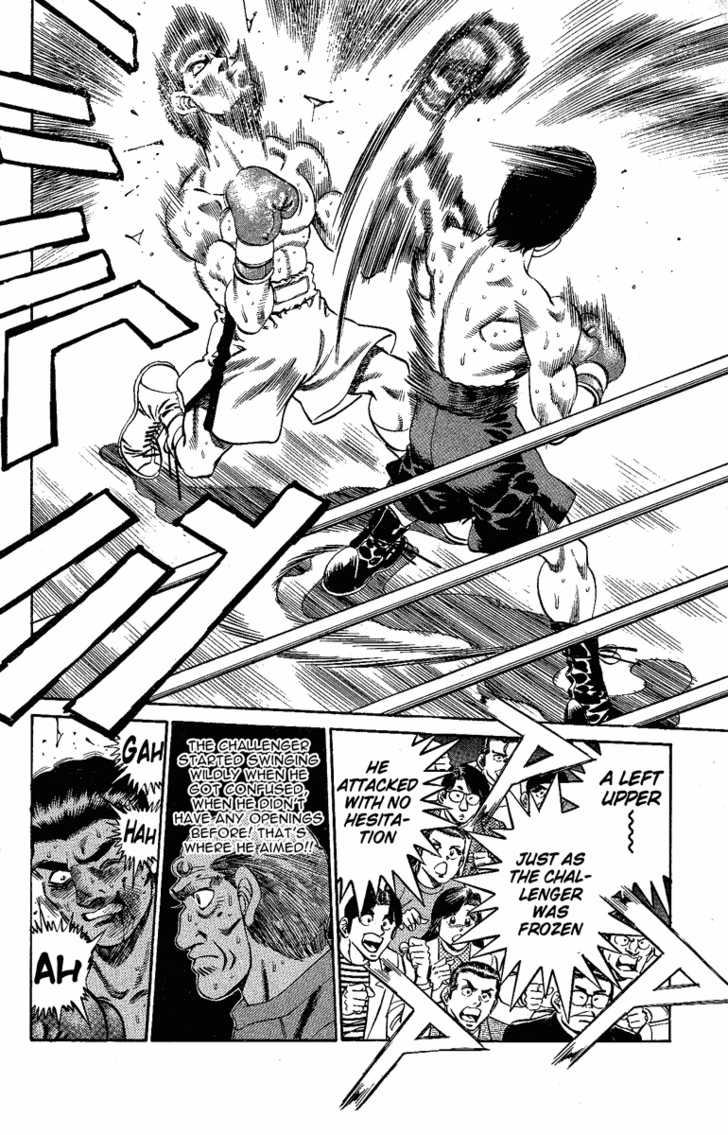 A LEFT
UPPER
~
JUST AS
THE CHAL-
LENGER
WAS
FROZEN
HE
ATTACKED
WITH NO
HESITA-
TION
THE CHALLENGER
STARTED SWINGING
WILDLY WHEN HE
GOT CONFUSED,
WHEN HE DIDN'T
HAVE ANY OPENINGS
BEFORE! THAT'S
WHERE HE AIMED!!
GAH
HAH
AH